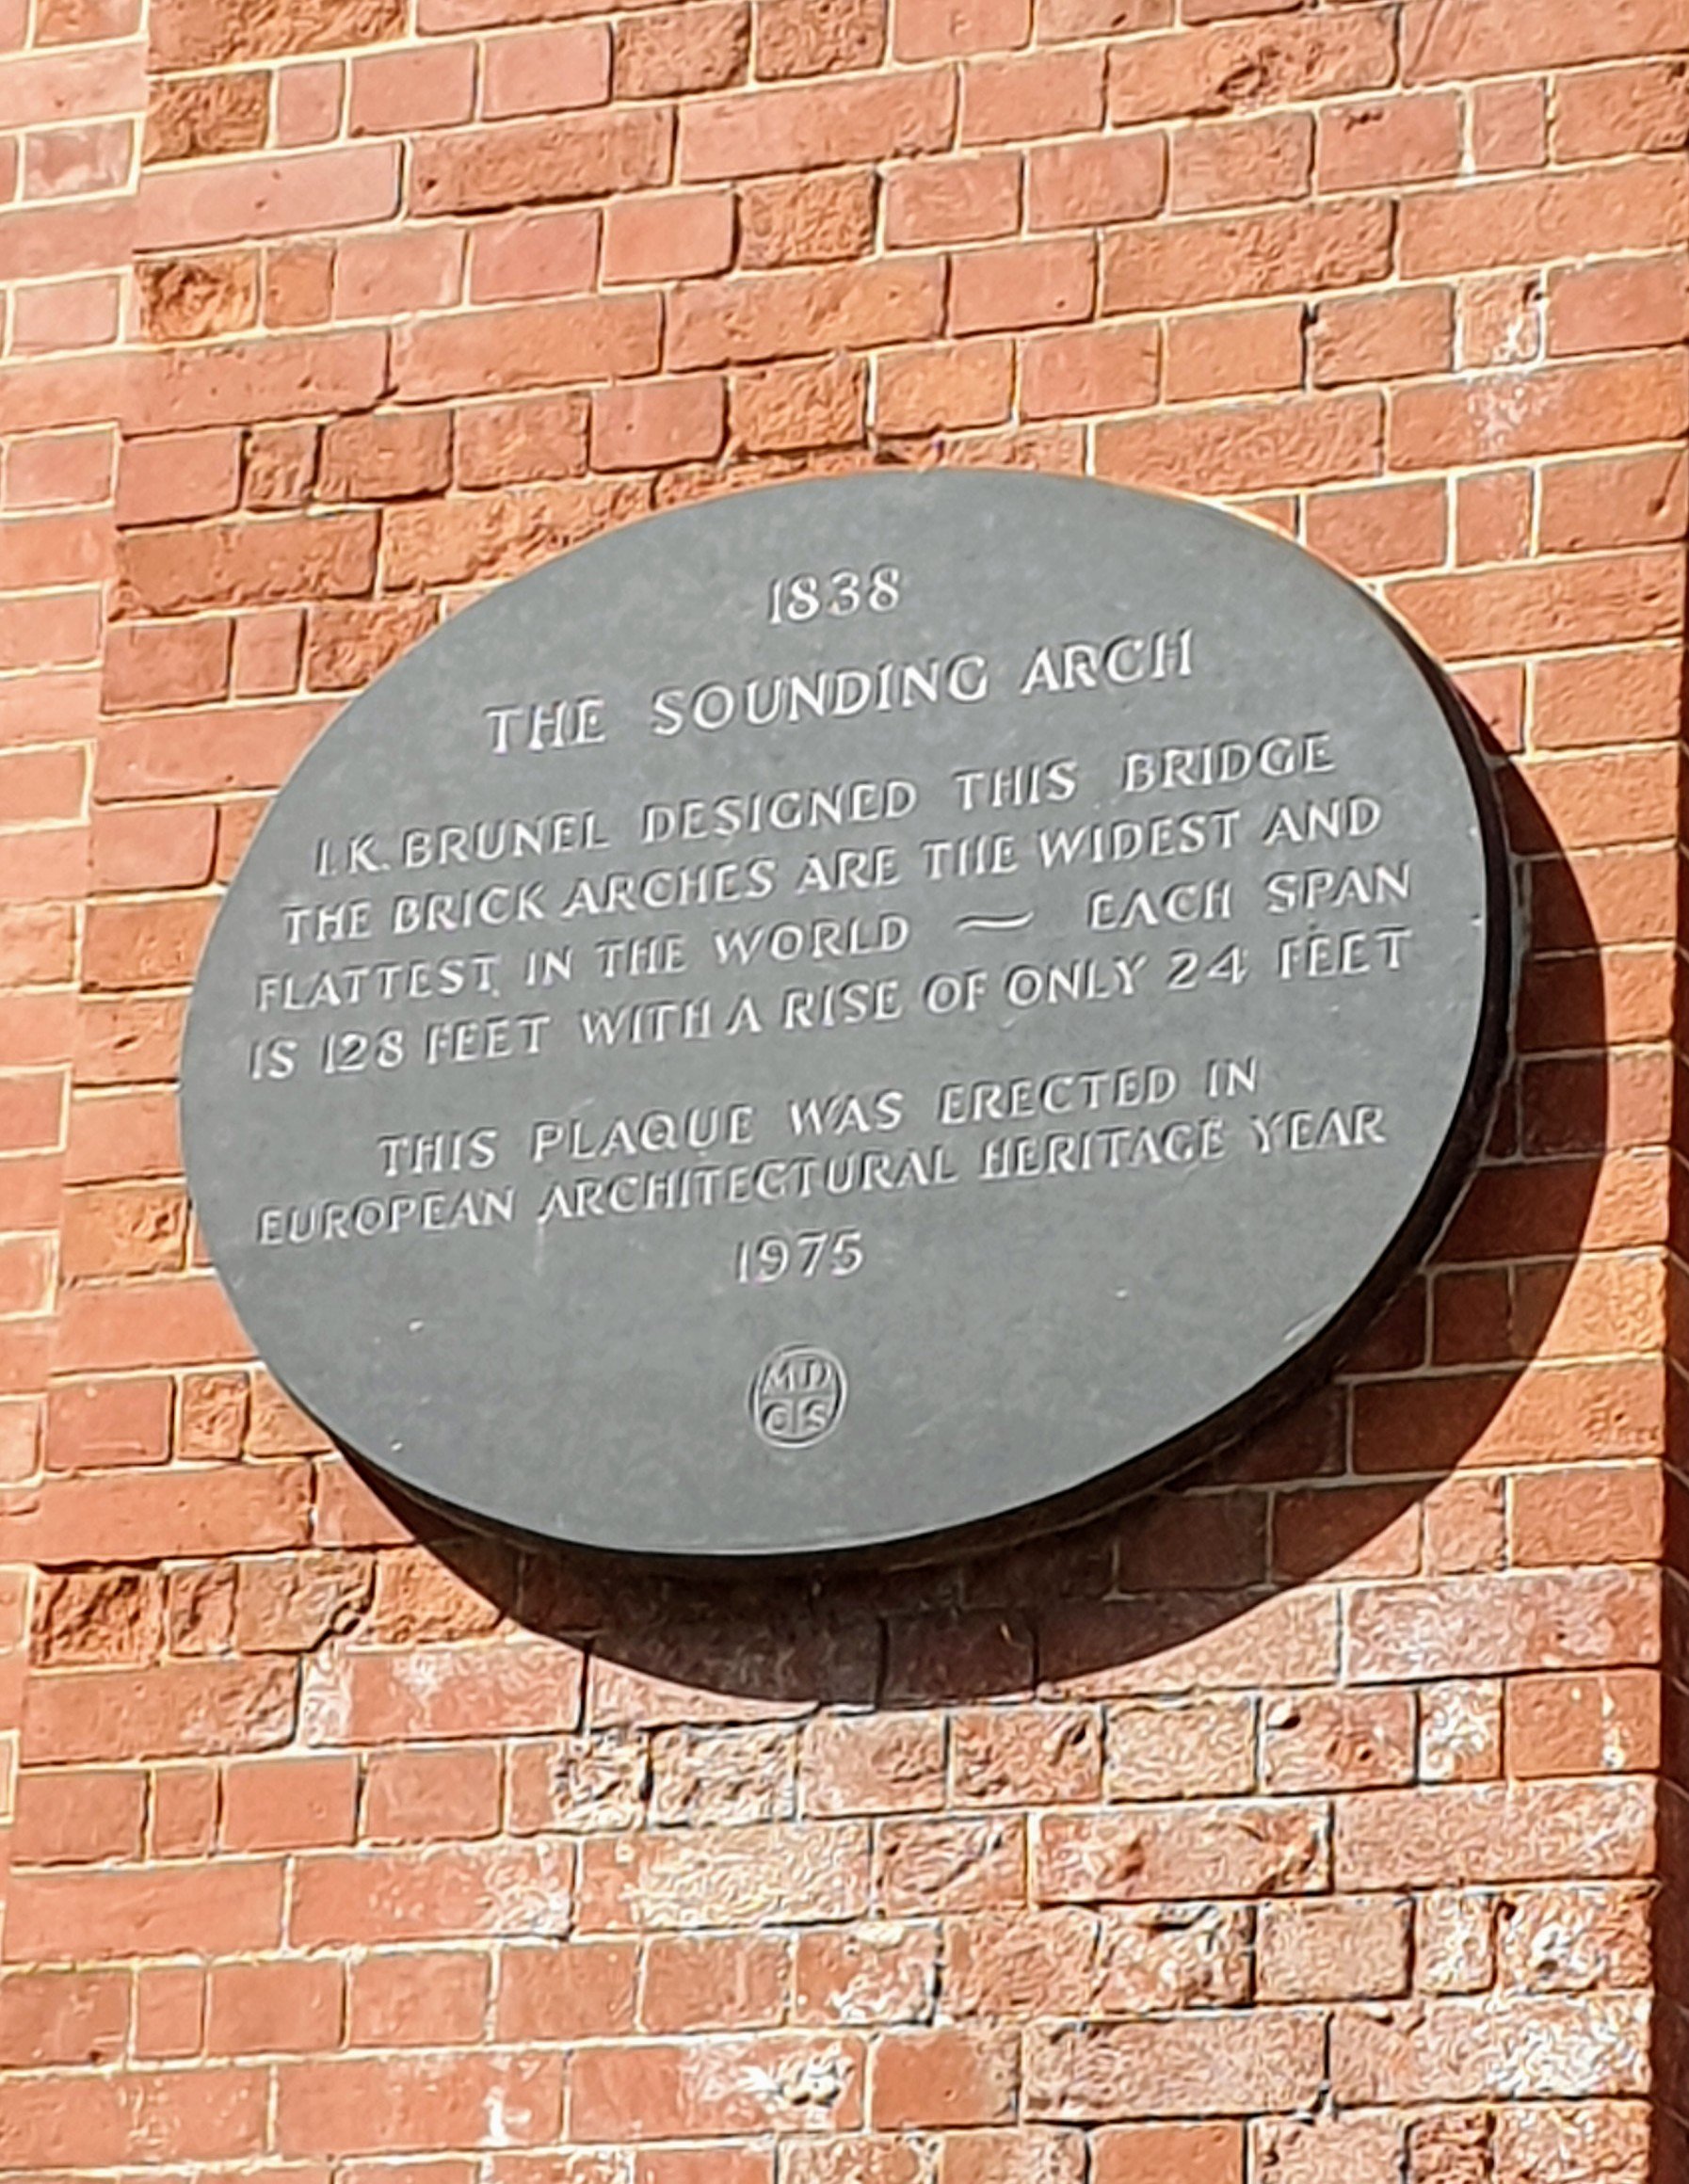 1838
THE SOUNDING ARCH
I.K. BRUNEL DESIGNED THIS BRIDGE
THE BRICK ARCHES ARE THE WIDEST AND
FLATTEST IN THE WORLD — EACH SPAN
IS 128 FEET WITH A RISE OF ONLY 24 FEET
THIS PLAQUE WAS ERECTED IN
EUROPEAN ARCHITECTURAL HERITAGE YEAR
1975
MD
CS